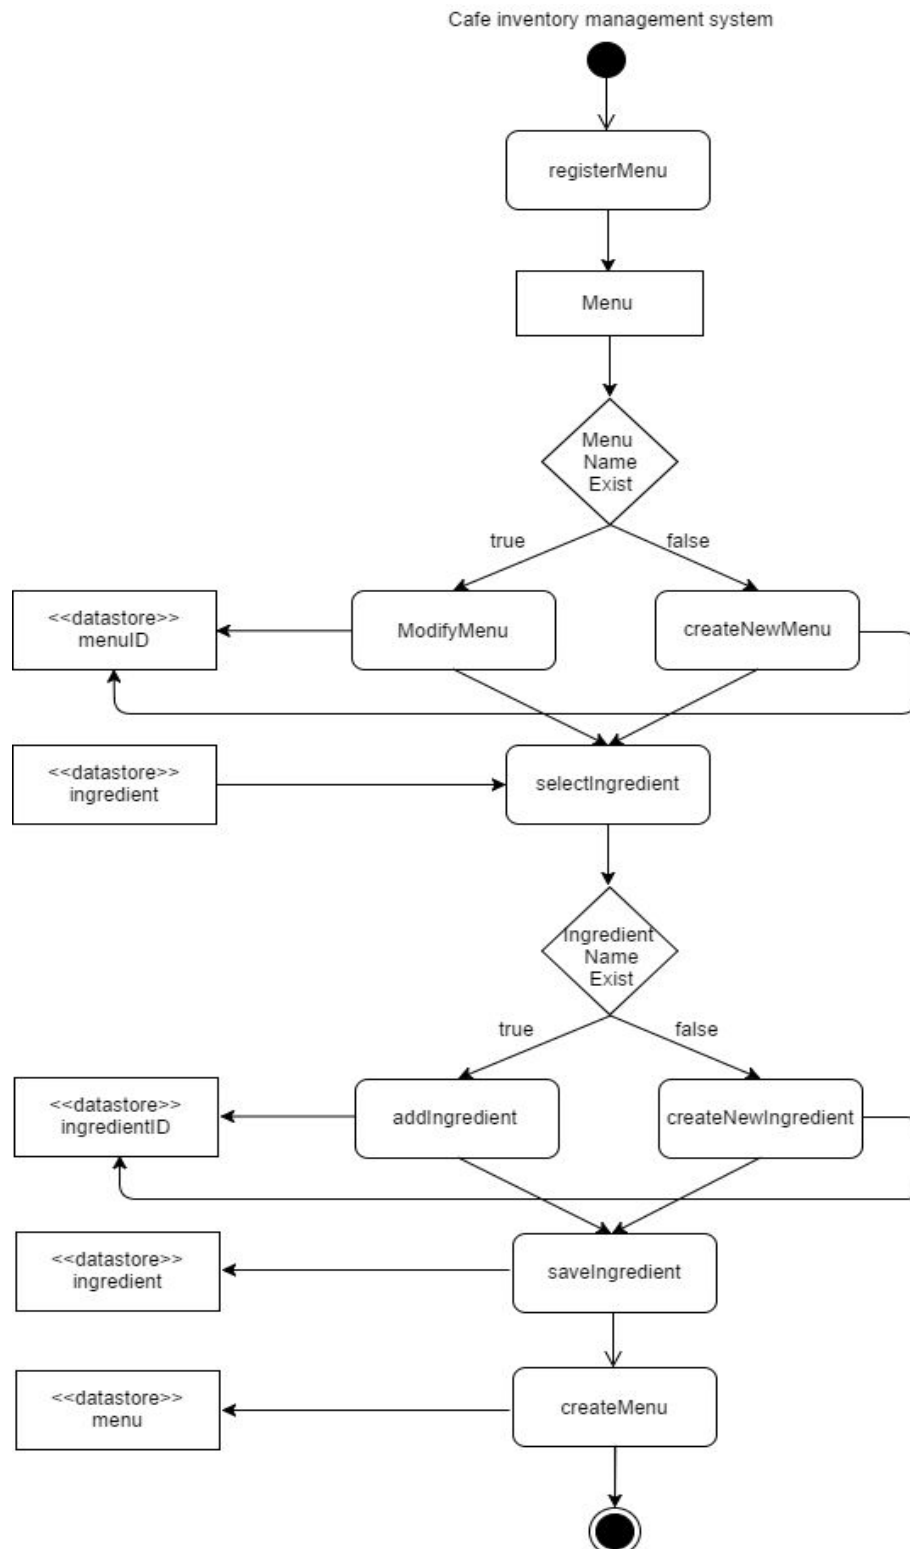 Cafe inventory management system
registerMenu
Menu
Menu
Name
Exist
true
false
<<datastore>>
menuID
ModifyMenu
createNewMenu
<<datastore>>
ingredient
selectIngredient
Ingredient
Name
Exist
true
false
<<datastore>>
ingredientID
addIngredient
createNewIngredient
<<datastore>>
ingredient
saveIngredient
<<datastore>>
menu
createMenu